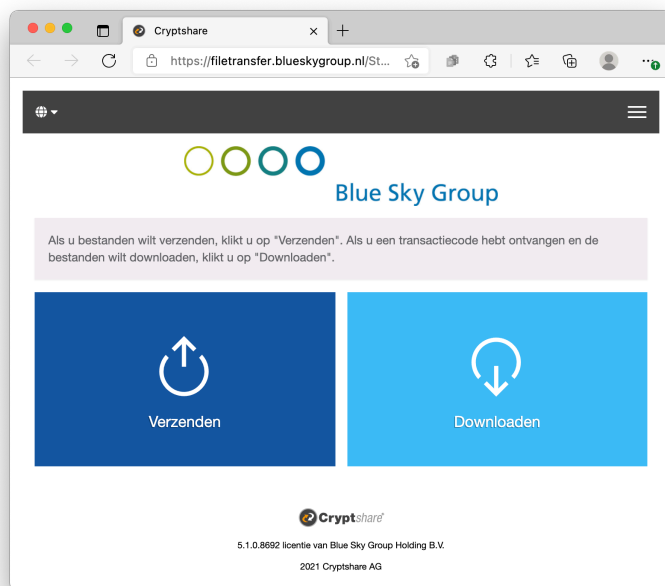 Cryptshare
https://filetransfer.blueskygroup.nl/St...
Blue Sky Group
Als u bestanden wilt verzenden, klikt u op "Verzenden". Als u een transactiecode hebt ontvangen en de
bestanden wilt downloaden, klikt u op "Downloaden".
Verzenden
Downloaden
Cryptshare
5.1.0.8692 licentie van Blue Sky Group Holding B.V.
2021 Cryptshare AG